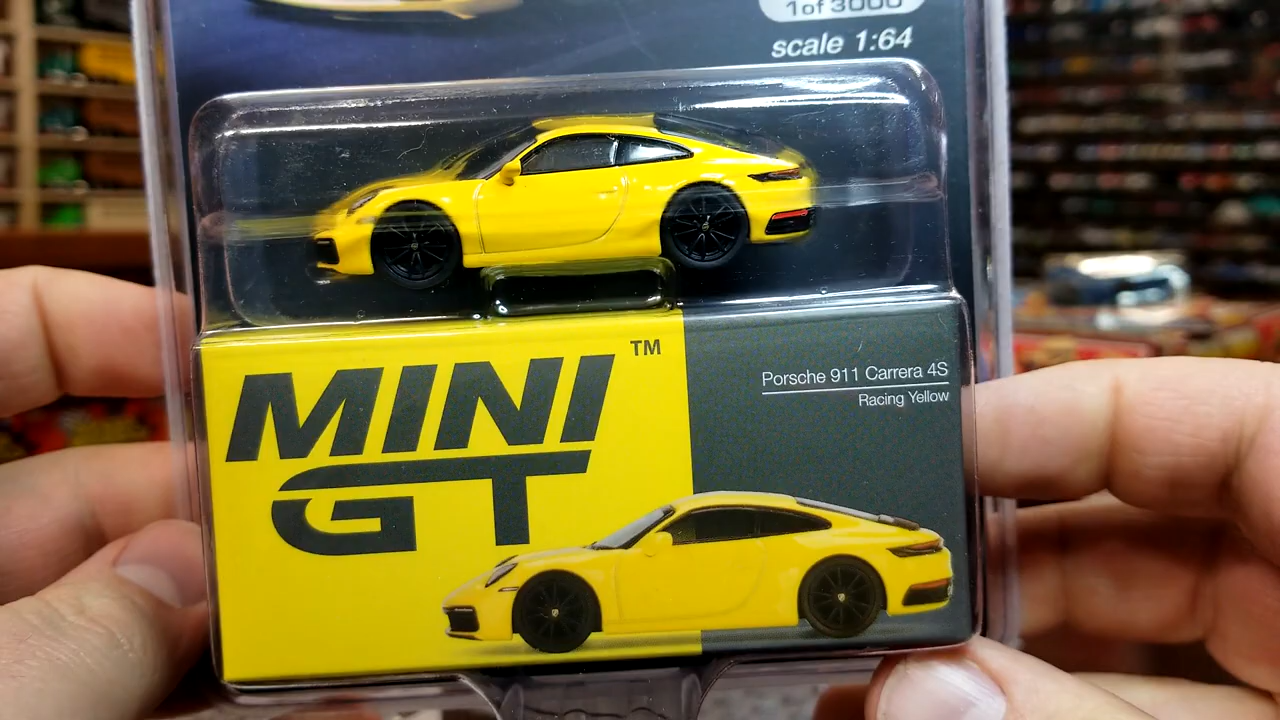 1 of 3000
scale 1:64
MINI
GT
TM
Porsche 911 Carrera 4S
Racing Yellow